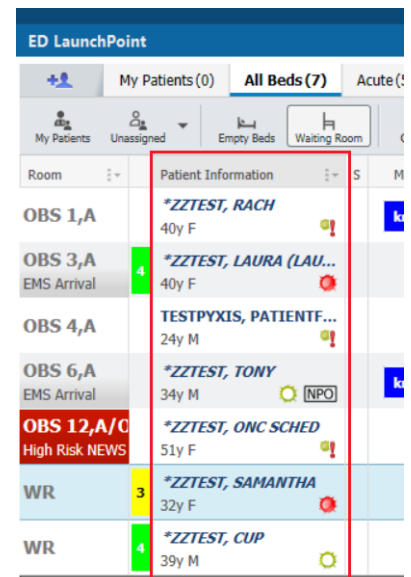 ED LaunchPoint
My Patients (0) All Beds (7) Acute (5
My Patients Unassigned Empty Beds Waiting Room
Room Patient Information S M
OBS 1,A *ZZTEST, RACH
40y F
OBS 3,A 4 *ZZTEST, LAURA (LAU...
EMS Arrival 40y F
OBS 4,A TESTPYXIS, PATIENTF...
24y M
OBS 6,A *ZZTEST, TONY
EMS Arrival 34y M NPO
OBS 12,A/O *ZZTEST, ONC SCHED
High Risk NEWS 51y F
WR 3 *ZZTEST, SAMANTHA
32y F
WR 4 *ZZTEST, CUP
39y M